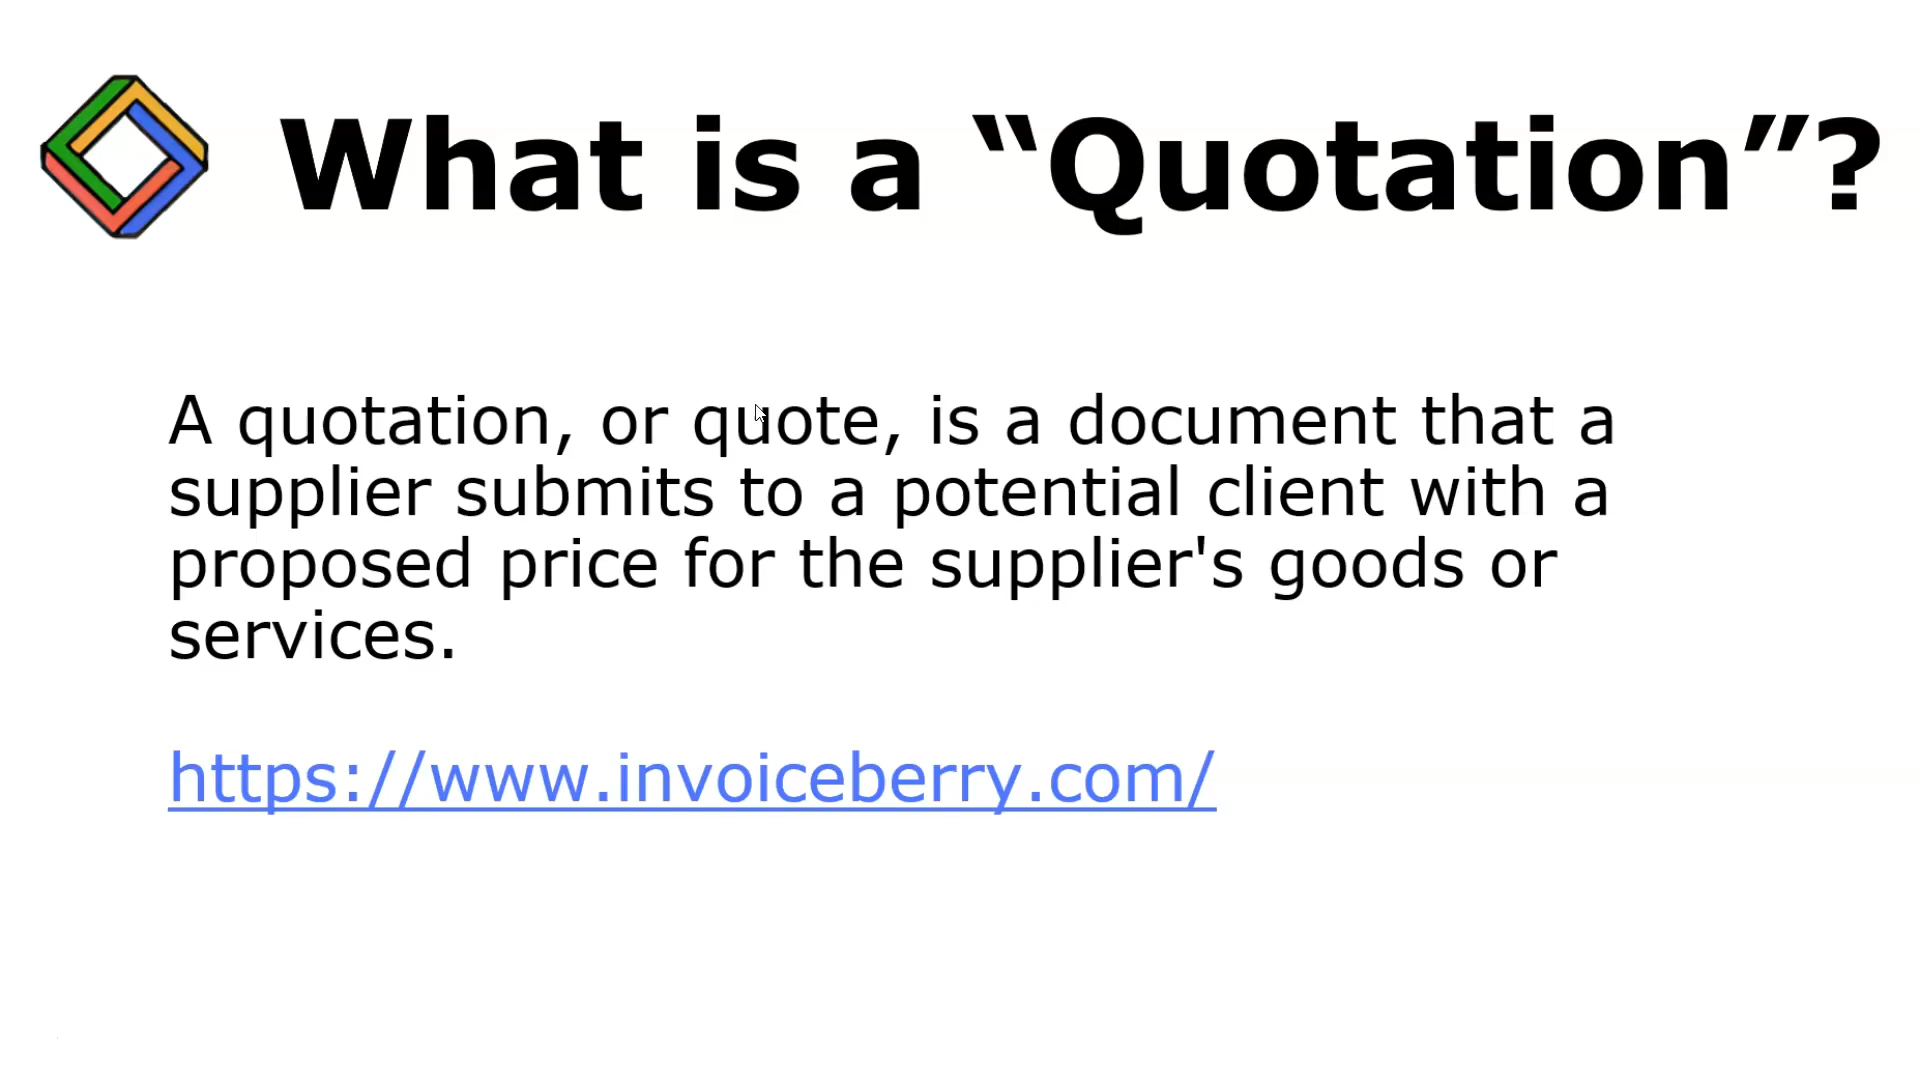 What is a “Quotation”?
A quotation, or quote, is a document that a
supplier submits to a potential client with a
proposed price for the supplier's goods or
services.
https://www.invoiceberry.com/